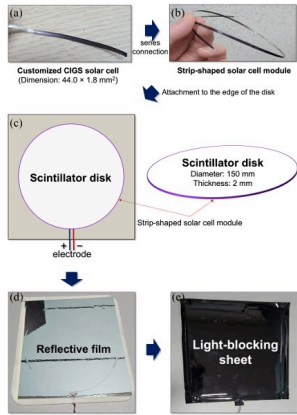 (a)
series
connection
(b)
Customized CIGS solar cell
(Dimension: 44.0 × 1.8 mm²)
Strip-shaped solar cell module
Attachment to the edge of the disk
(c)
Scintillator disk
Scintillator disk
Diameter: 150 mm
Thickness: 2 mm
Strip-shaped solar cell module
+ −
electrode
(d)
Reflective film
(e)
Light-blocking
sheet